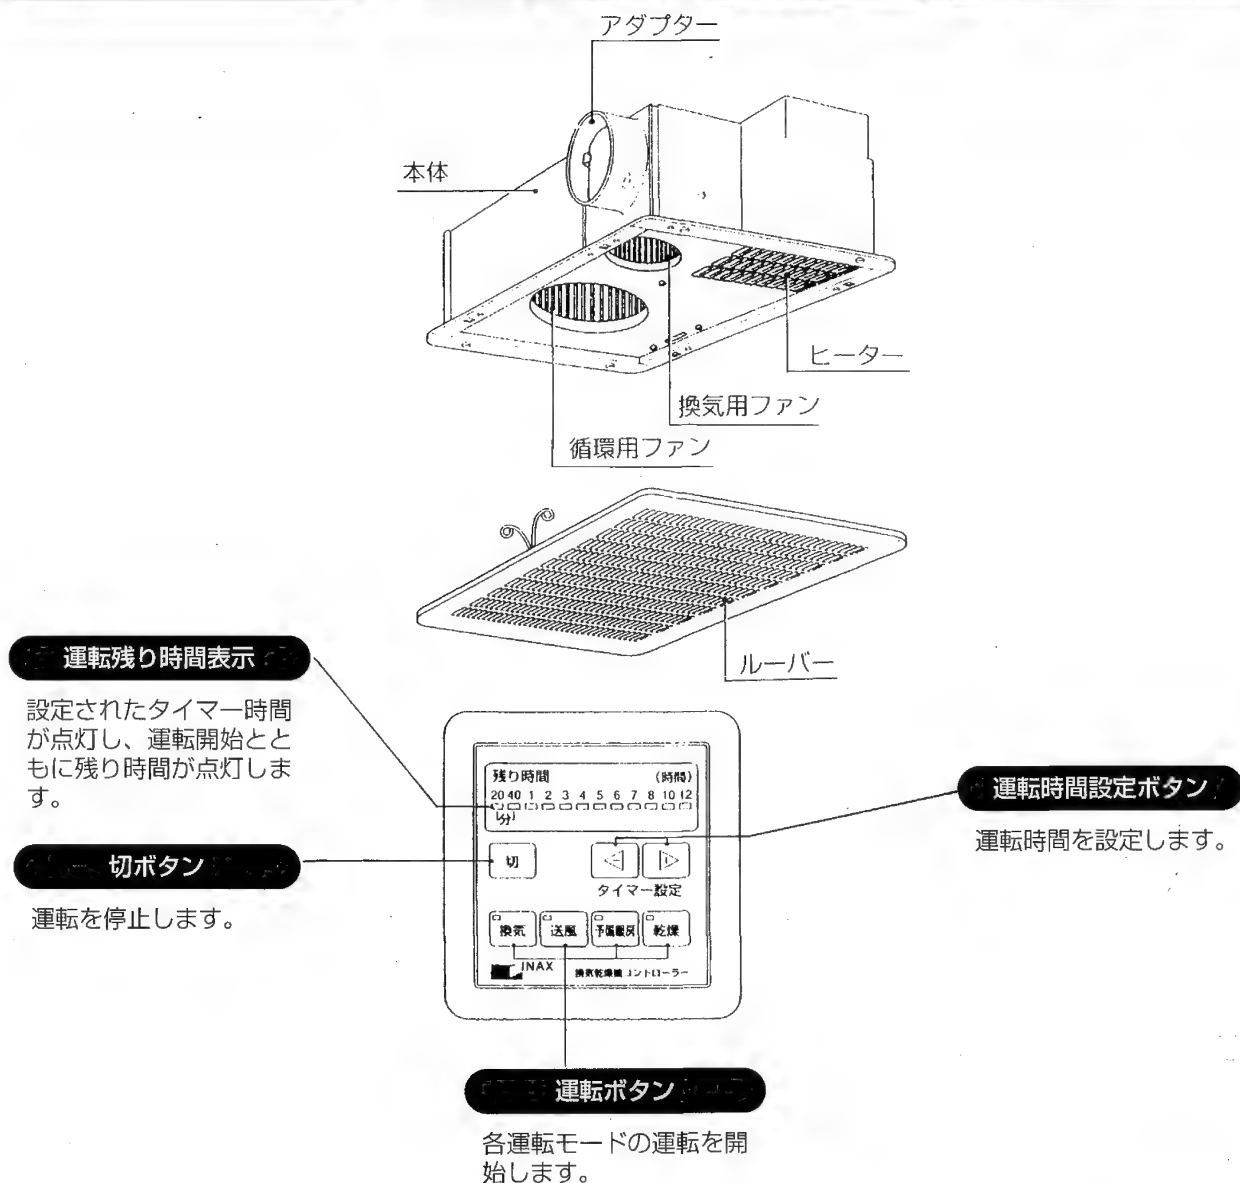 アダプター
本体
ヒーター
換気用ファン
循環用ファン
ルーバー
運転残り時間表示
設定されたタイマー時間
が点灯し、運転開始とと
もに残り時間が点灯しま
す。
切ボタン
運転を停止します。
残り時間 (時間)
20 40 1 2 3 4 5 6 7 8 10 12
(分)
切
タイマー設定
換気 送風 予備暖房 乾燥
INAX 換気乾燥機コントローラー
運転時間設定ボタン
運転時間を設定します。
運転ボタン
各運転モードの運転を開
始します。